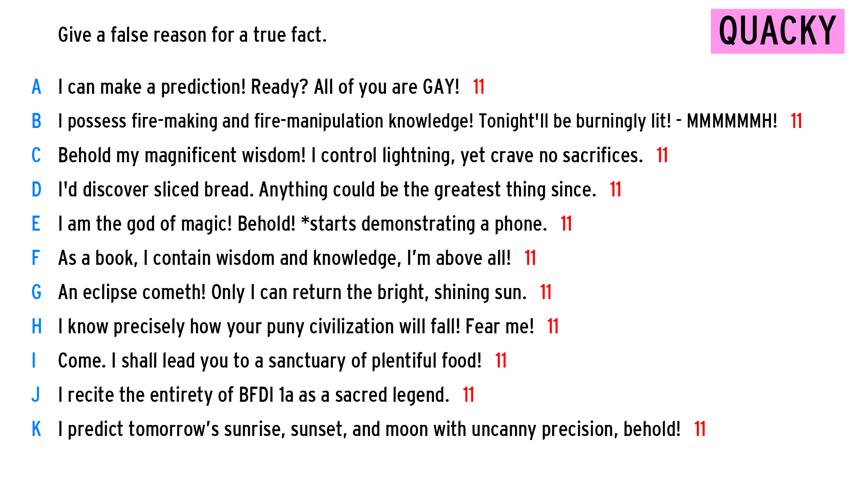 Give a false reason for a true fact.
QUACKY
A I can make a prediction! Ready? All of you are GAY! 11
B I possess fire-making and fire-manipulation knowledge! Tonight'll be burningly lit! - MMMMMMH! 11
C Behold my magnificent wisdom! I control lightning, yet crave no sacrifices. 11
D I'd discover sliced bread. Anything could be the greatest thing since. 11
E I am the god of magic! Behold! *starts demonstrating a phone. 11
F As a book, I contain wisdom and knowledge, I’m above all! 11
G An eclipse cometh! Only I can return the bright, shining sun. 11
H I know precisely how your puny civilization will fall! Fear me! 11
I Come. I shall lead you to a sanctuary of plentiful food! 11
J I recite the entirety of BFDI 1a as a sacred legend. 11
K I predict tomorrow’s sunrise, sunset, and moon with uncanny precision, behold! 11